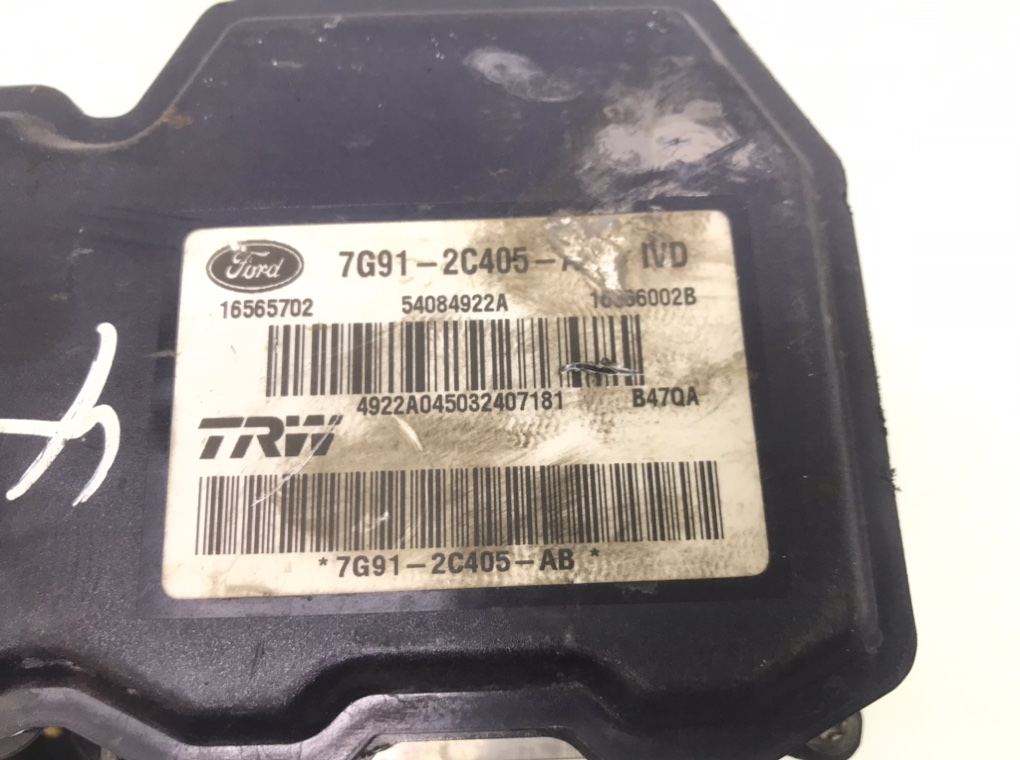 Ford 7G91-2C405- IVD
16565702 54084922A
4922A045032407181 B47QA
TRW
*7G91-2C405-AB*